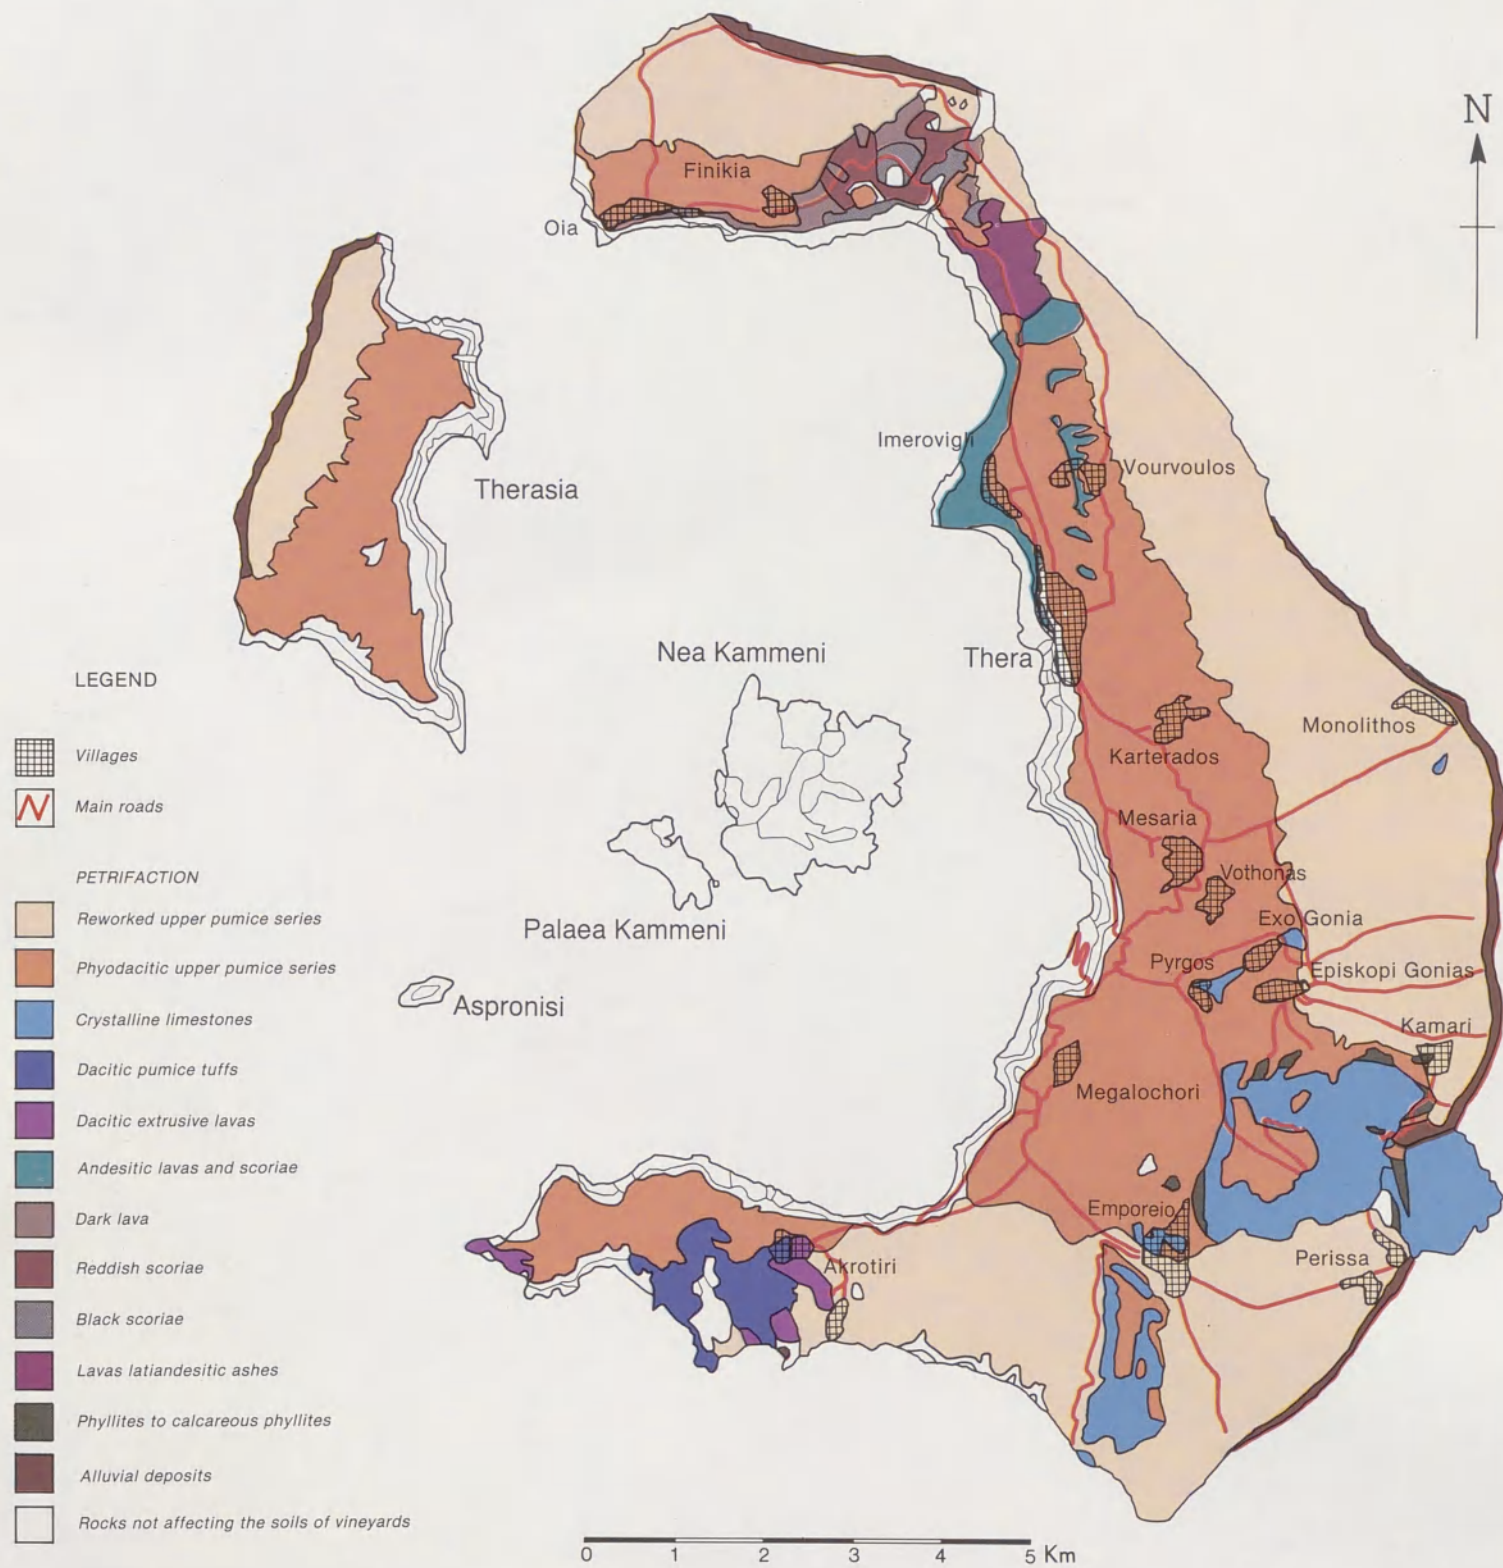 N
Finikia
Oia
Imerovigli
Vourvoulos
Therasia
Nea Kammeni
Thera
Monolithos
Karterados
Mesaria
Vothonas
Exo Gonia
Palaea Kammeni
Pyrgos
Episkopi Gonias
Aspronisi
Kamari
Megalochori
Emporeio
Perissa
Akrotiri
LEGEND
Villages
Main roads
PETRIFACTION
Reworked upper pumice series
Phyodacitic upper pumice series
Crystalline limestones
Dacitic pumice tuffs
Dacitic extrusive lavas
Andesitic lavas and scoriae
Dark lava
Reddish scoriae
Black scoriae
Lavas latiandesitic ashes
Phyllites to calcareous phyllites
Alluvial deposits
Rocks not affecting the soils of vineyards
0 1 2 3 4 5 Km